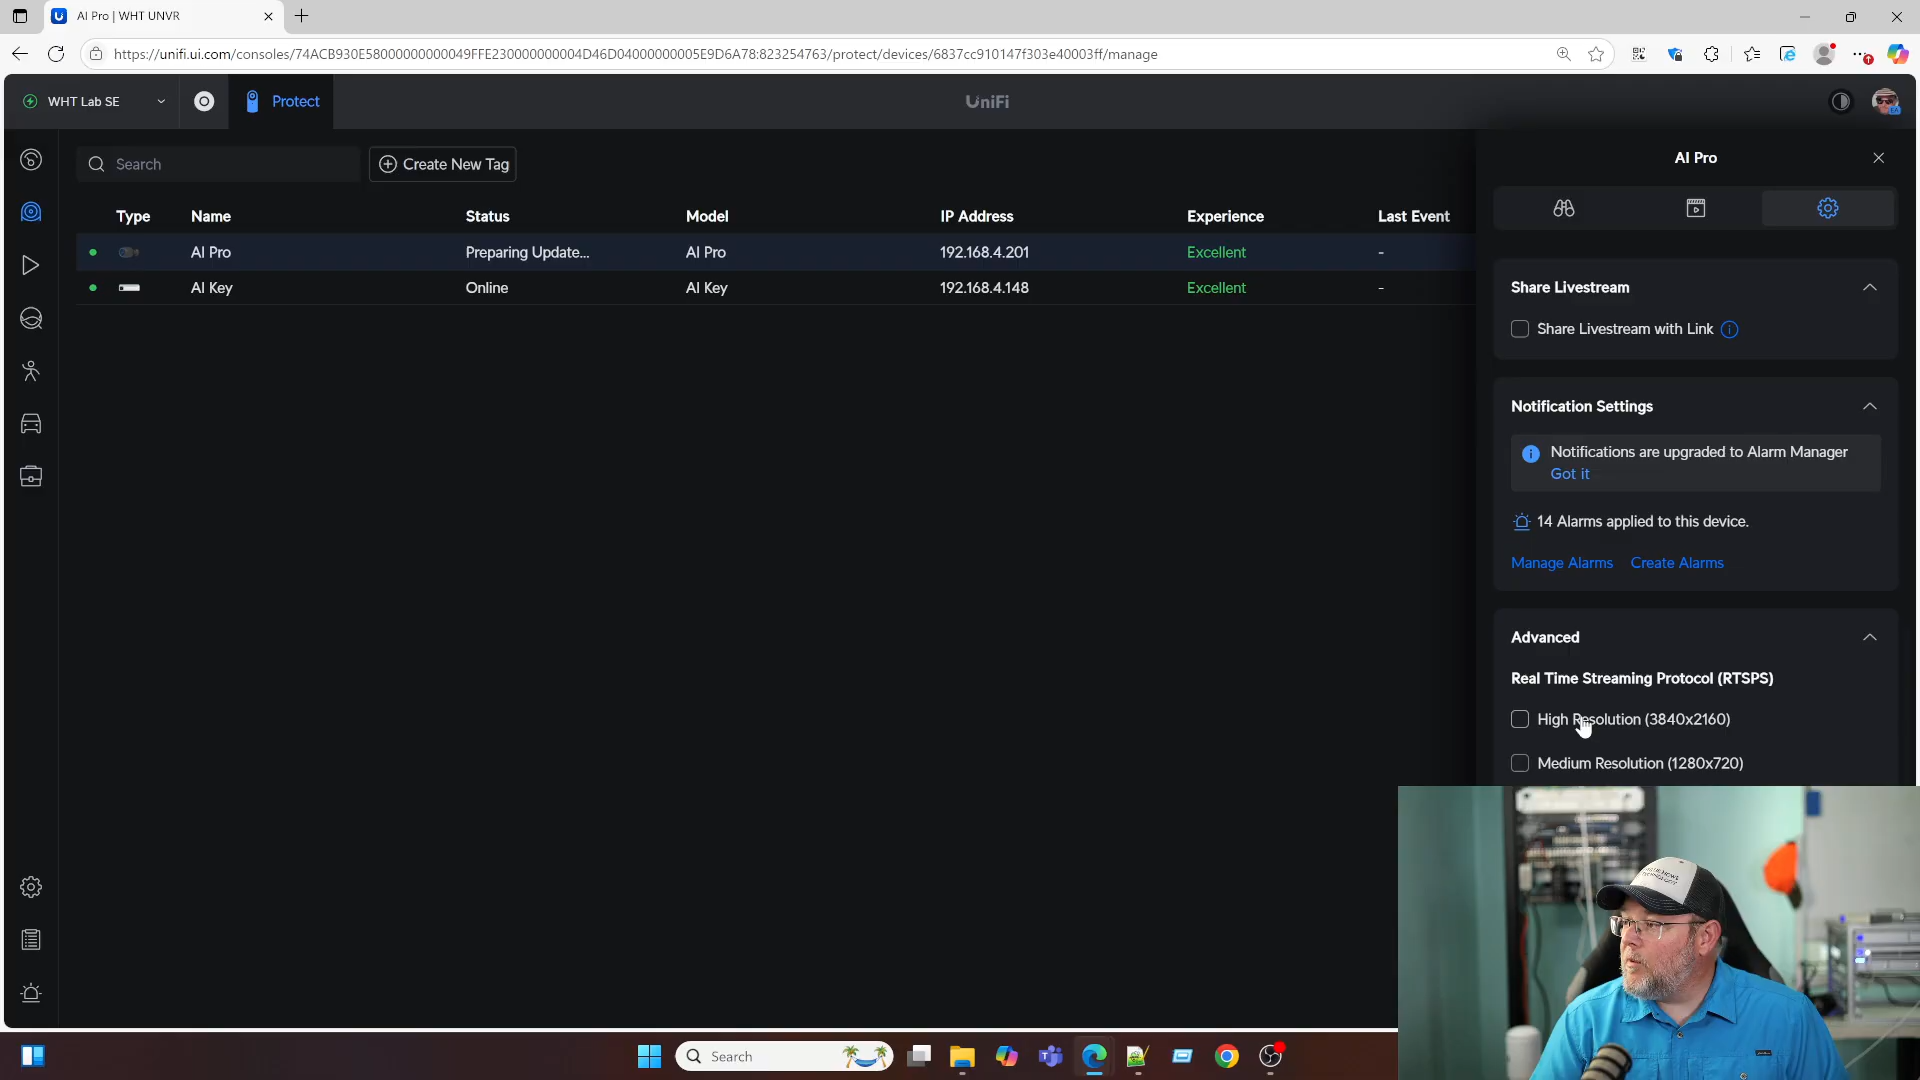 AI Pro | WHT UNVR
https://unifi.ui.com/consoles/74ACB930E58000000000049FFE230000000004D46D04000000005E9D6A78:823254763/protect/devices/6837cc910147f303e40003ff/manage
WHT Lab SE
Protect
UniFi
EA
Search
Create New Tag
Type Name Status Model IP Address Experience Last Event
AI Pro Preparing Update... AI Pro 192.168.4.201 Excellent -
AI Key Online AI Key 192.168.4.148 Excellent -
AI Pro
Share Livestream
Share Livestream with Link
Notification Settings
Notifications are upgraded to Alarm Manager
Got it
14 Alarms applied to this device.
Manage Alarms Create Alarms
Advanced
Real Time Streaming Protocol (RTSPS)
High Resolution (3840x2160)
Medium Resolution (1280x720)
Search